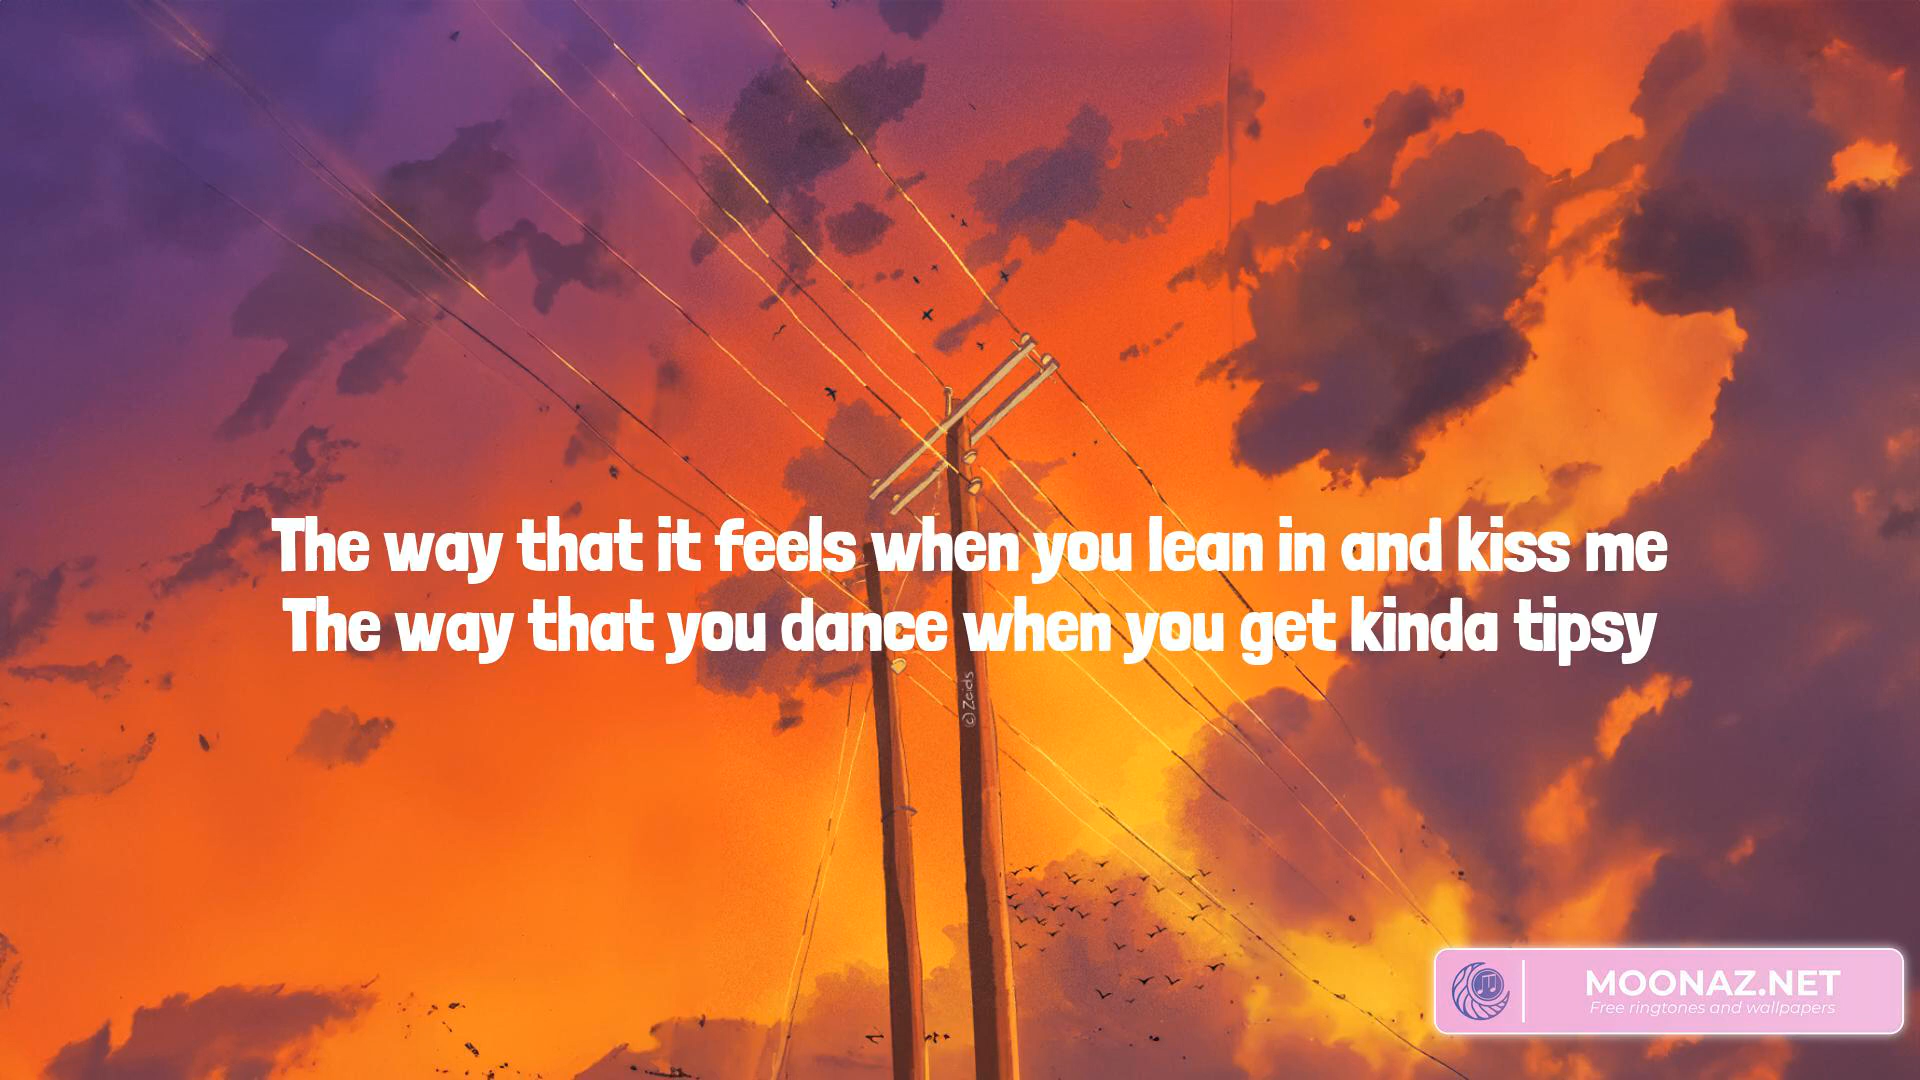 The way that it feels when you lean in and kiss me
The way that you dance when you get kinda tipsy
(c) Zeids
MOONAZ.NET
Free ringtones and wallpapers